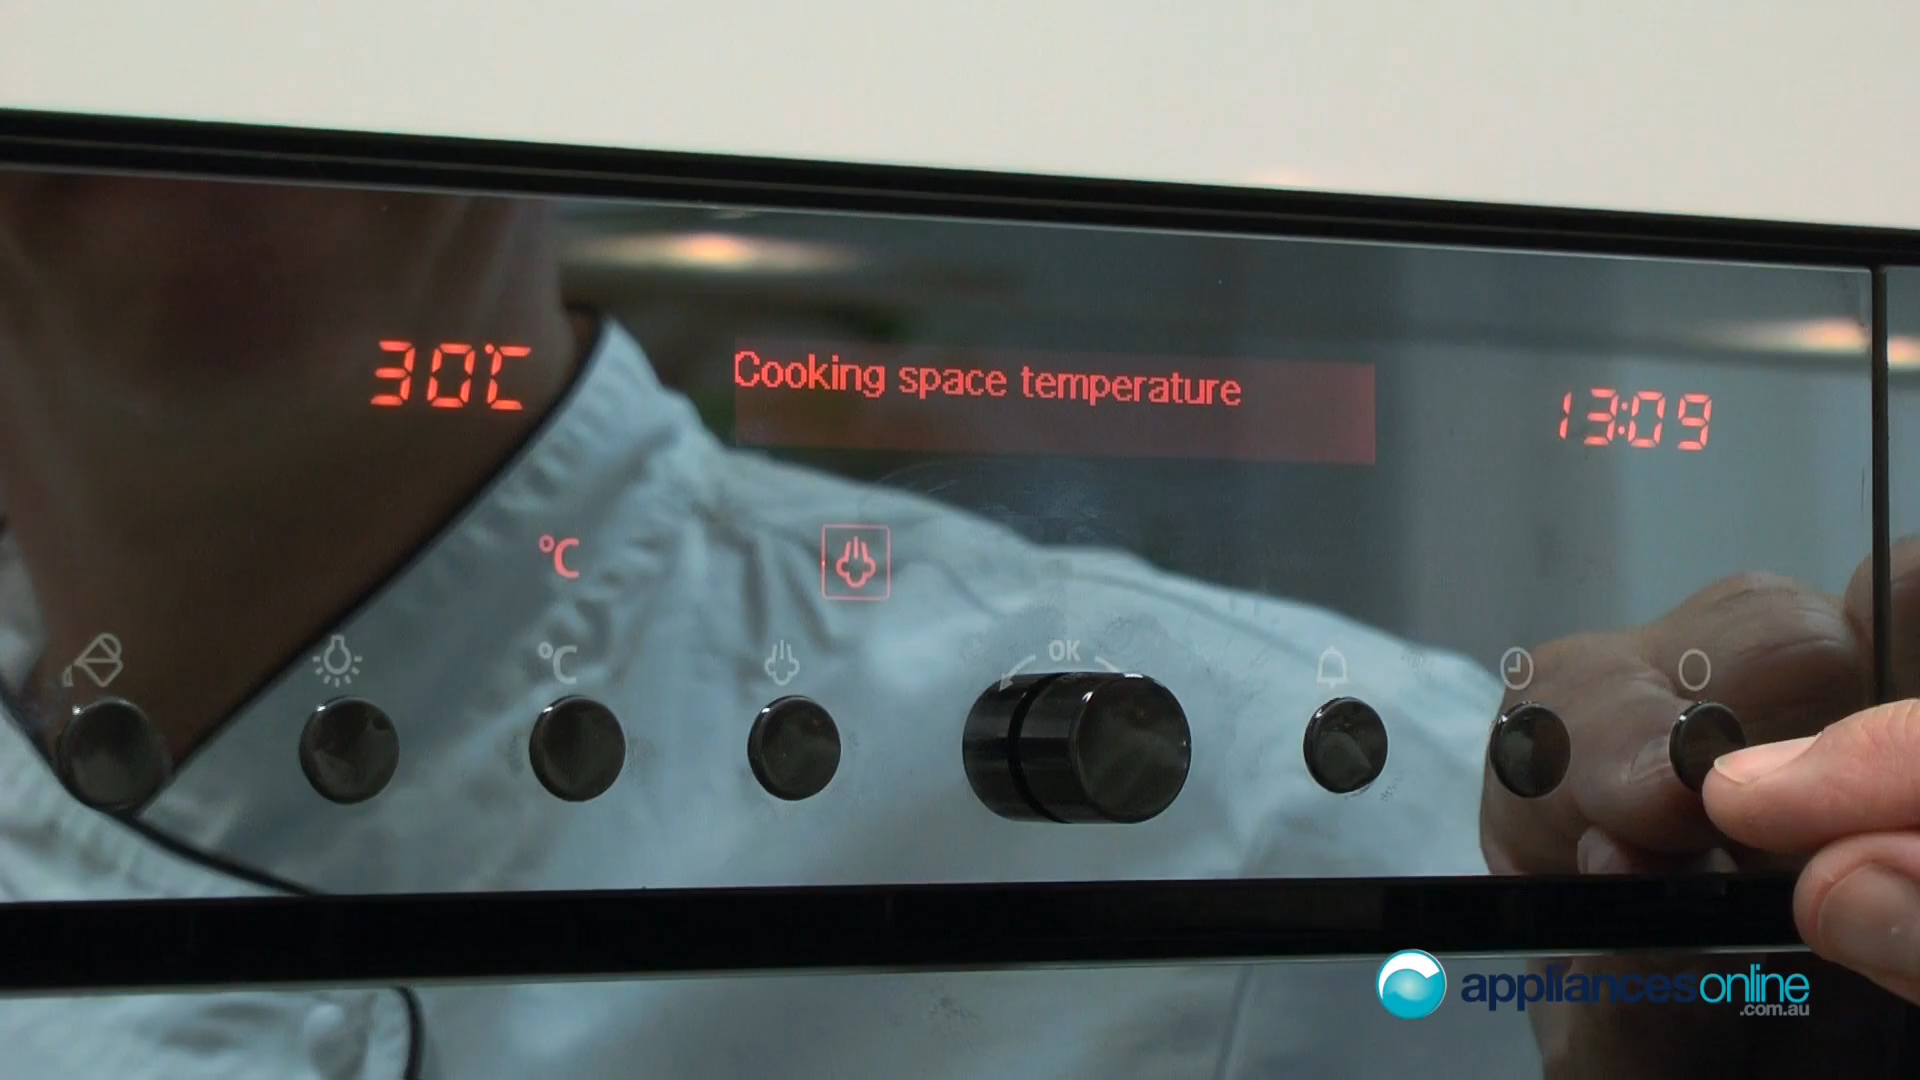 30°C
Cooking space temperature
13:09
°C
°C
OK
appliancesonline
.com.au